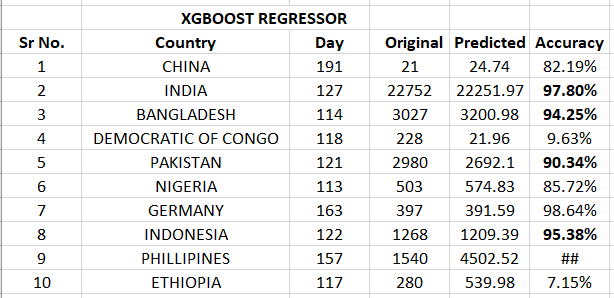 XGBOOST REGRESSOR
Sr No. Country Day Original Predicted Accuracy
1 CHINA 191 21 24.74 82.19%
2 INDIA 127 22752 22251.97 97.80%
3 BANGLADESH 114 3027 3200.98 94.25%
4 DEMOCRATIC OF CONGO 118 228 21.96 9.63%
5 PAKISTAN 121 2980 2692.1 90.34%
6 NIGERIA 113 503 574.83 85.72%
7 GERMANY 163 397 391.59 98.64%
8 INDONESIA 122 1268 1209.39 95.38%
9 PHILLIPINES 157 1540 4502.52 ##
10 ETHIOPIA 117 280 539.98 7.15%